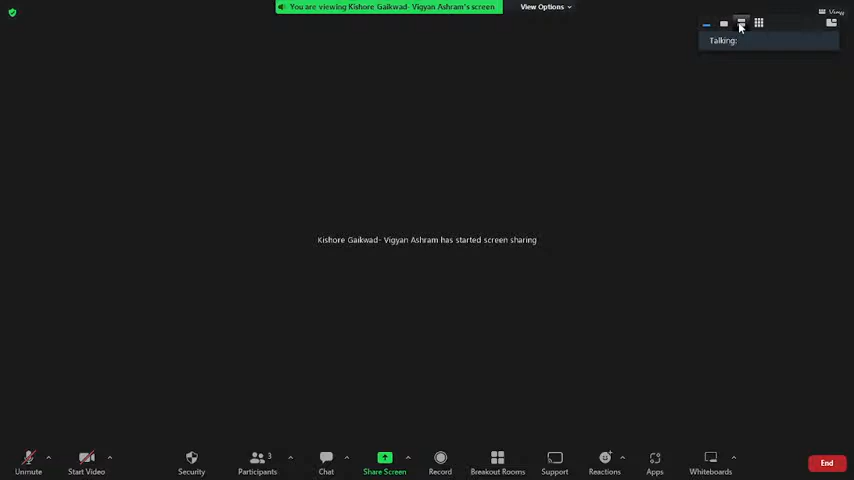 You are viewing Kishore Gaikwad- Vigyan Ashram's screen
View Options
View
Talking:
Kishore Gaikwad- Vigyan Ashram has started screen sharing
3
Unmute
Start Video
Security
Participants
Chat
Share Screen
Record
Breakout Rooms
Support
Reactions
Apps
Whiteboards
End